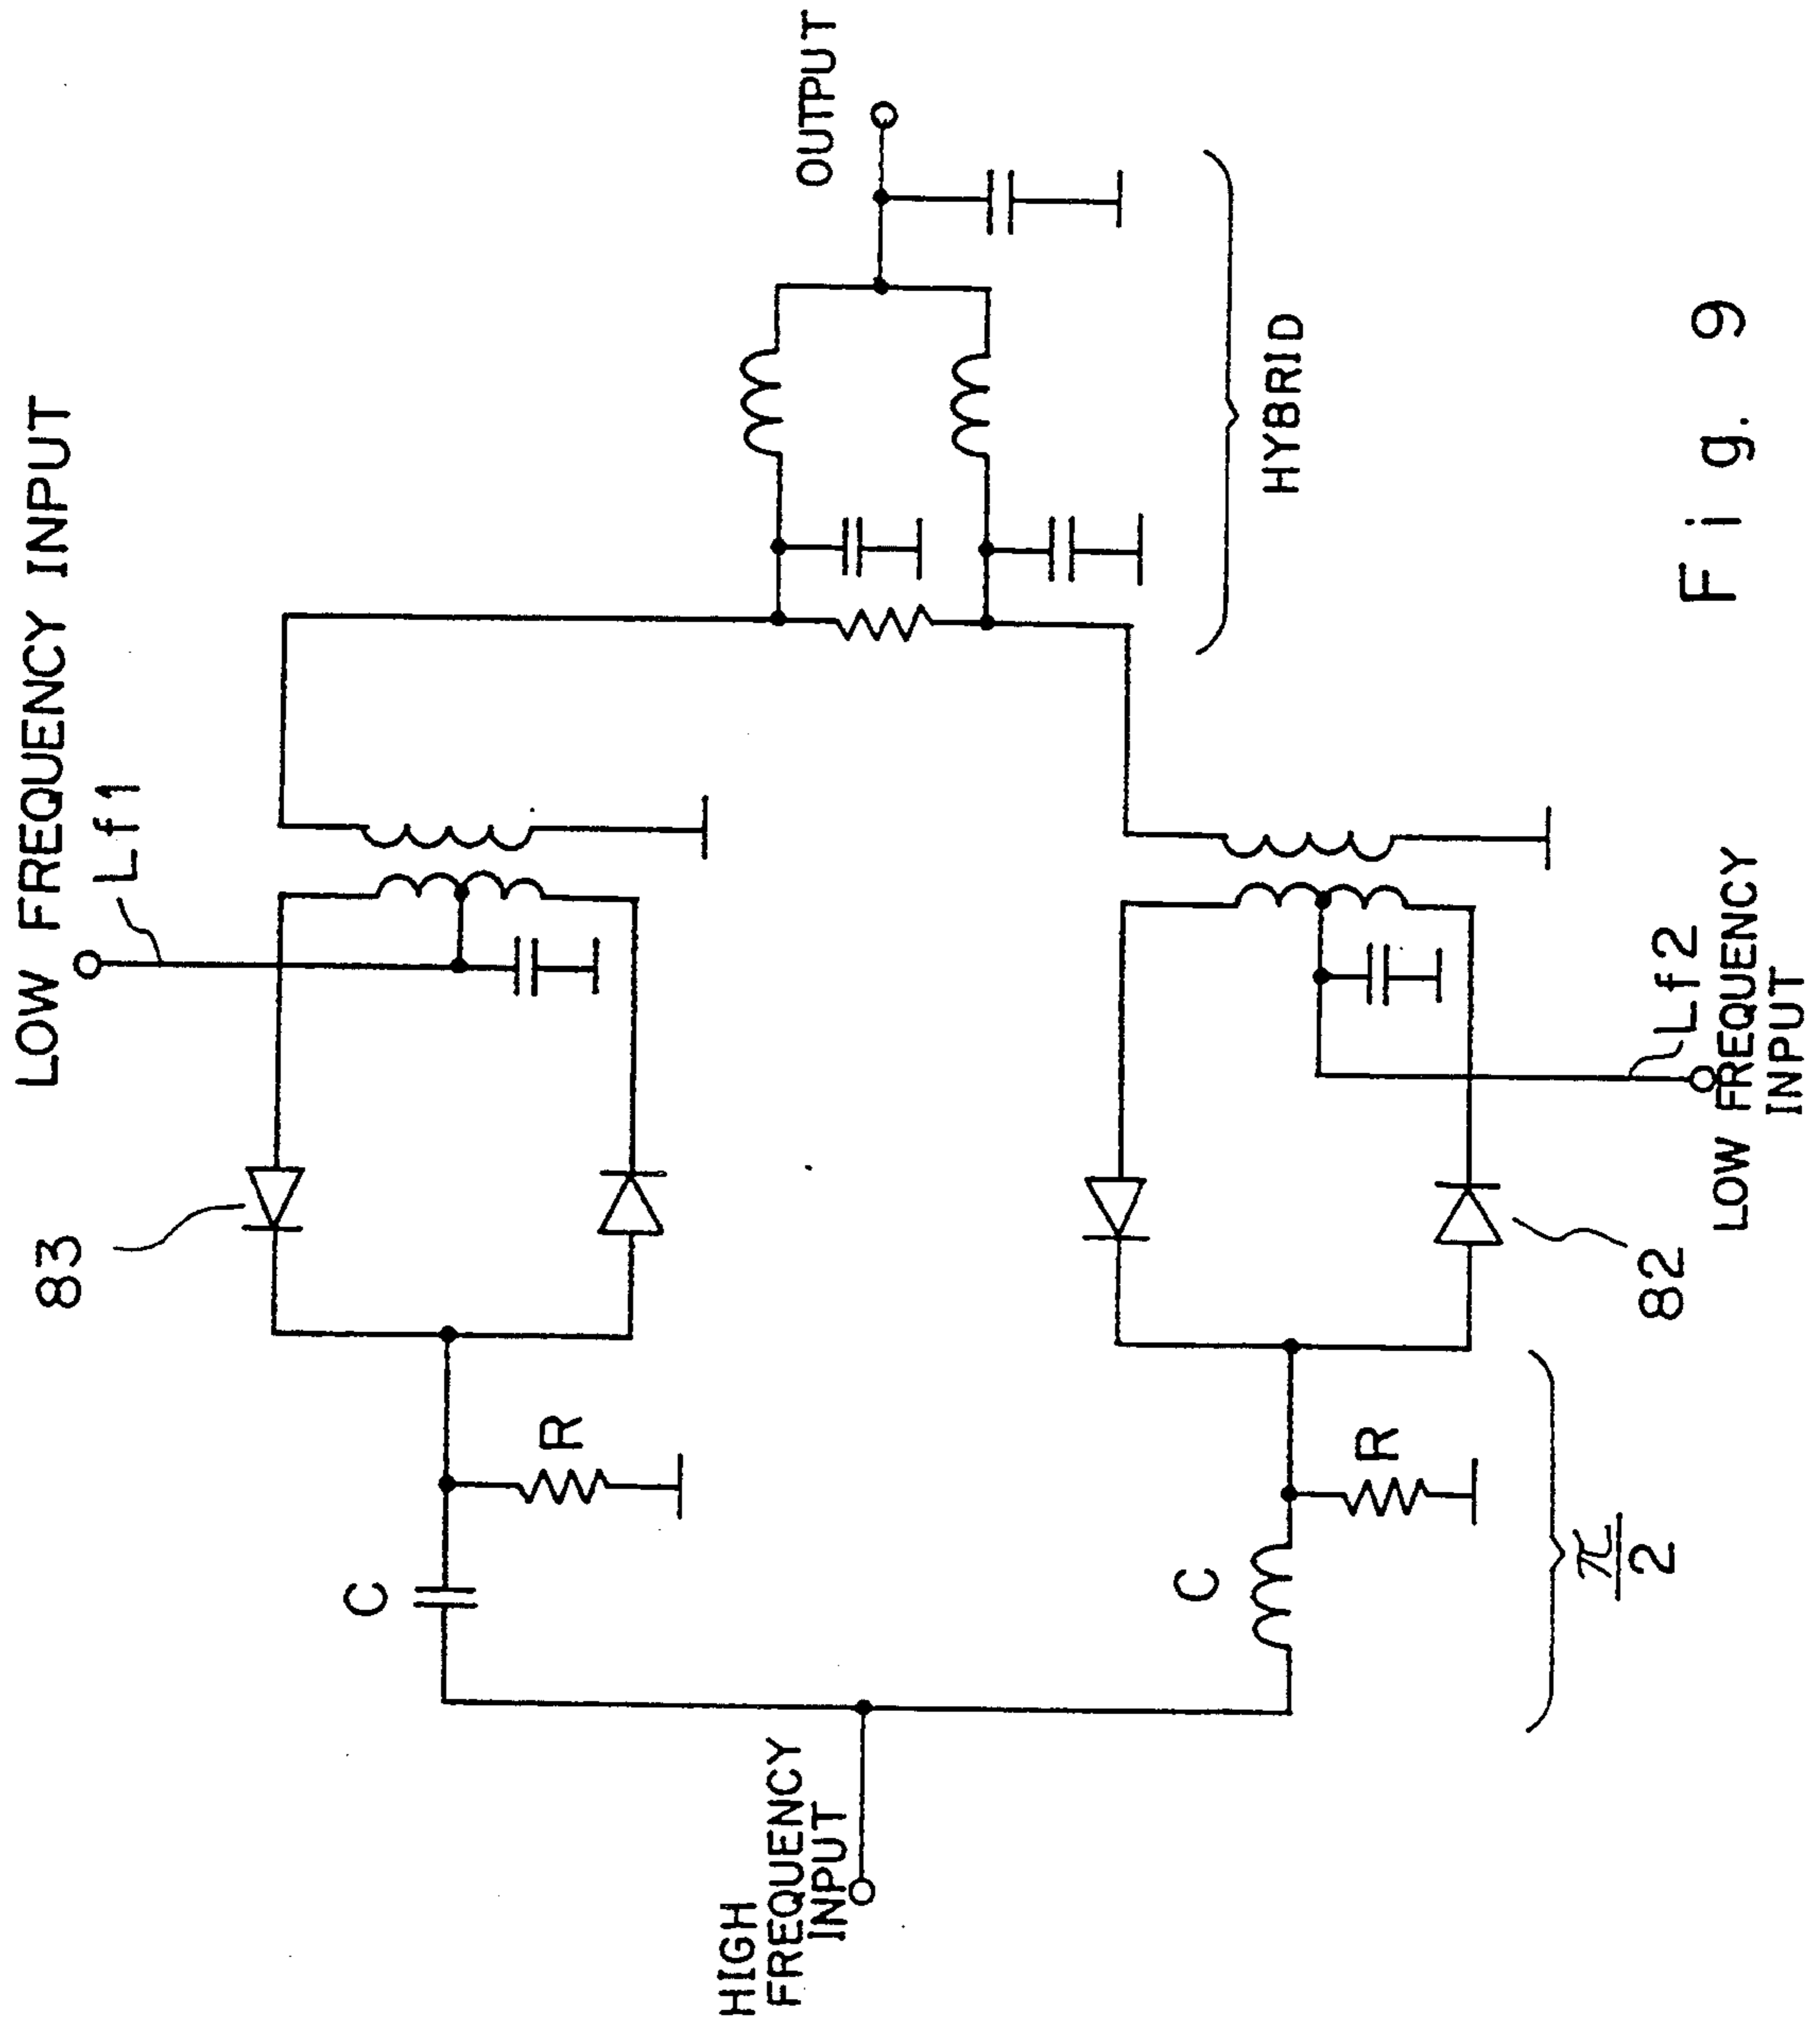 LOW FREQUENCY INPUT
Lf1
83
C
R
HIGH
FREQUENCY
INPUT
OUTPUT
HYBRID
C
R
π/2
82
Lf2
LOW FREQUENCY
INPUT
Fig. 9